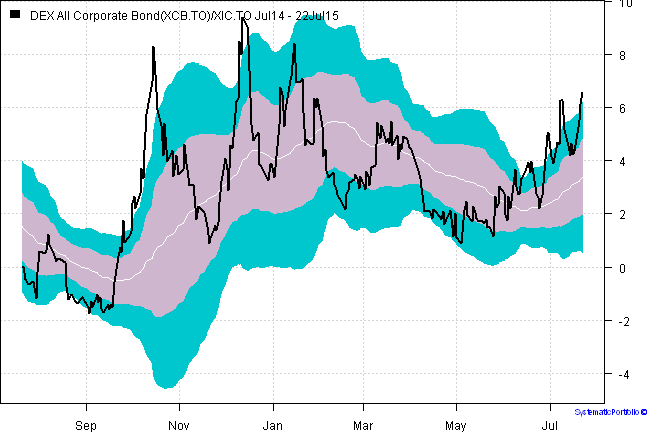 DEX All Corporate Bond(XCB.TO)/XIC.TO Jul14 - 22Jul15
10
8
6
4
2
0
-2
-4
Sep Nov Jan Mar May Jul
SystematicPortfolio ©